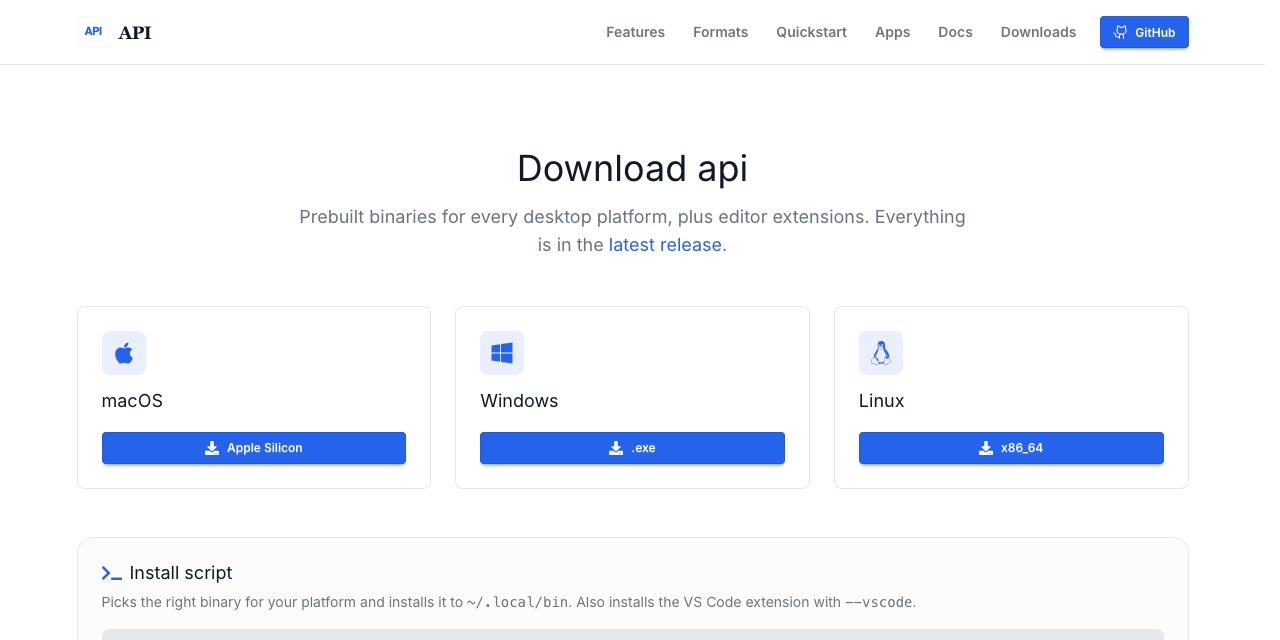 API API Features Formats Quickstart Apps Docs Downloads GitHub
Download api
Prebuilt binaries for every desktop platform, plus editor extensions. Everything
is in the latest release.
macOS
Apple Silicon
Windows
.exe
Linux
x86_64
Install script
Picks the right binary for your platform and installs it to ~/.local/bin. Also installs the VS Code extension with --vscode.